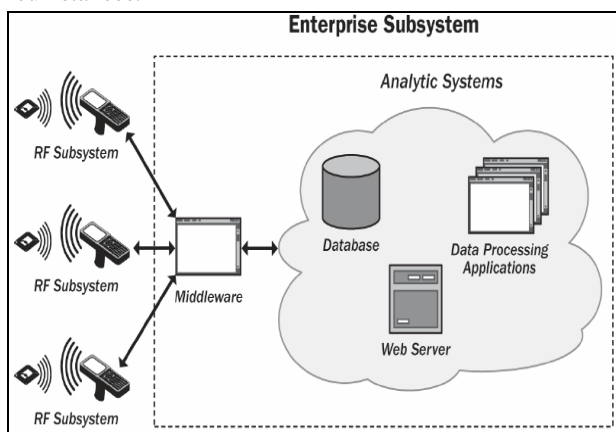 Enterprise Subsystem
Analytic Systems
RF Subsystem
Database
Data Processing
Applications
RF Subsystem
Middleware
Web Server
RF Subsystem